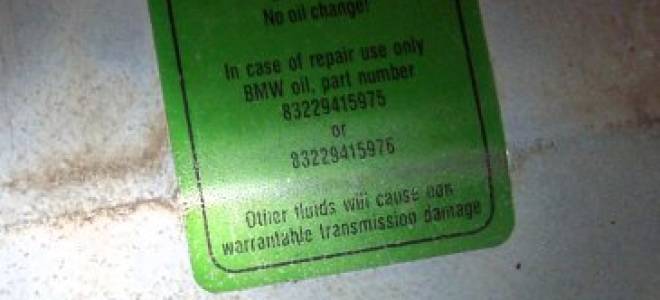 No oil change!
In case of repair use only
BMW oil, part number
83229415975
or
83229415976
Other fluids will cause non
warrantable transmission damage